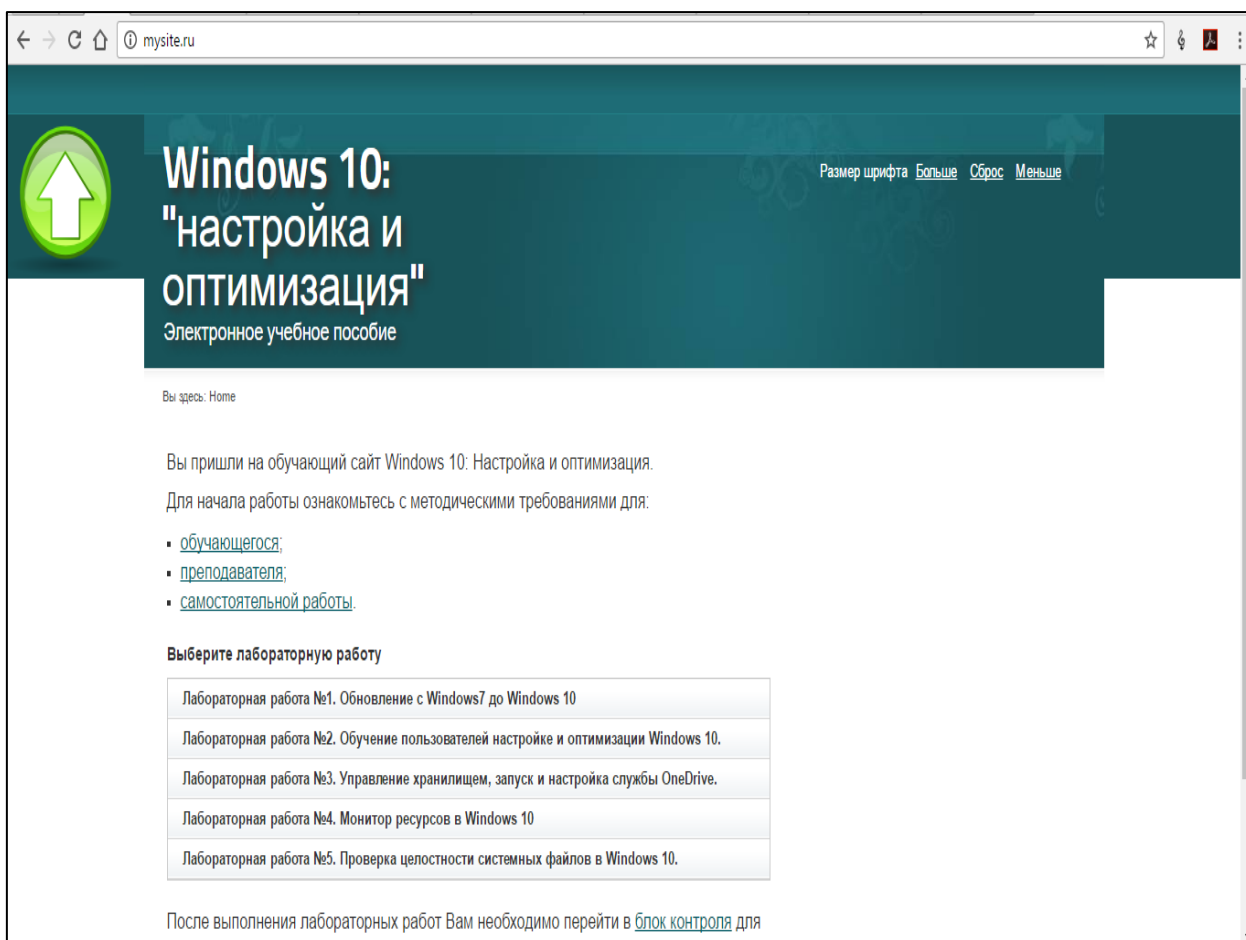 mysite.ru
Windows 10:
"настройка и
оптимизация"
Электронное учебное пособие
Размер шрифта Больше Сброс Меньше
Вы здесь: Home
Вы пришли на обучающий сайт Windows 10: Настройка и оптимизация.
Для начала работы ознакомьтесь с методическими требованиями для:
обучающегося;
преподавателя;
самостоятельной работы.
Выберите лабораторную работу
Лабораторная работа №1. Обновление с Windows7 до Windows 10
Лабораторная работа №2. Обучение пользователей настройке и оптимизации Windows 10.
Лабораторная работа №3. Управление хранилищем, запуск и настройка службы OneDrive.
Лабораторная работа №4. Монитор ресурсов в Windows 10
Лабораторная работа №5. Проверка целостности системных файлов в Windows 10.
После выполнения лабораторных работ Вам необходимо перейти в блок контроля для